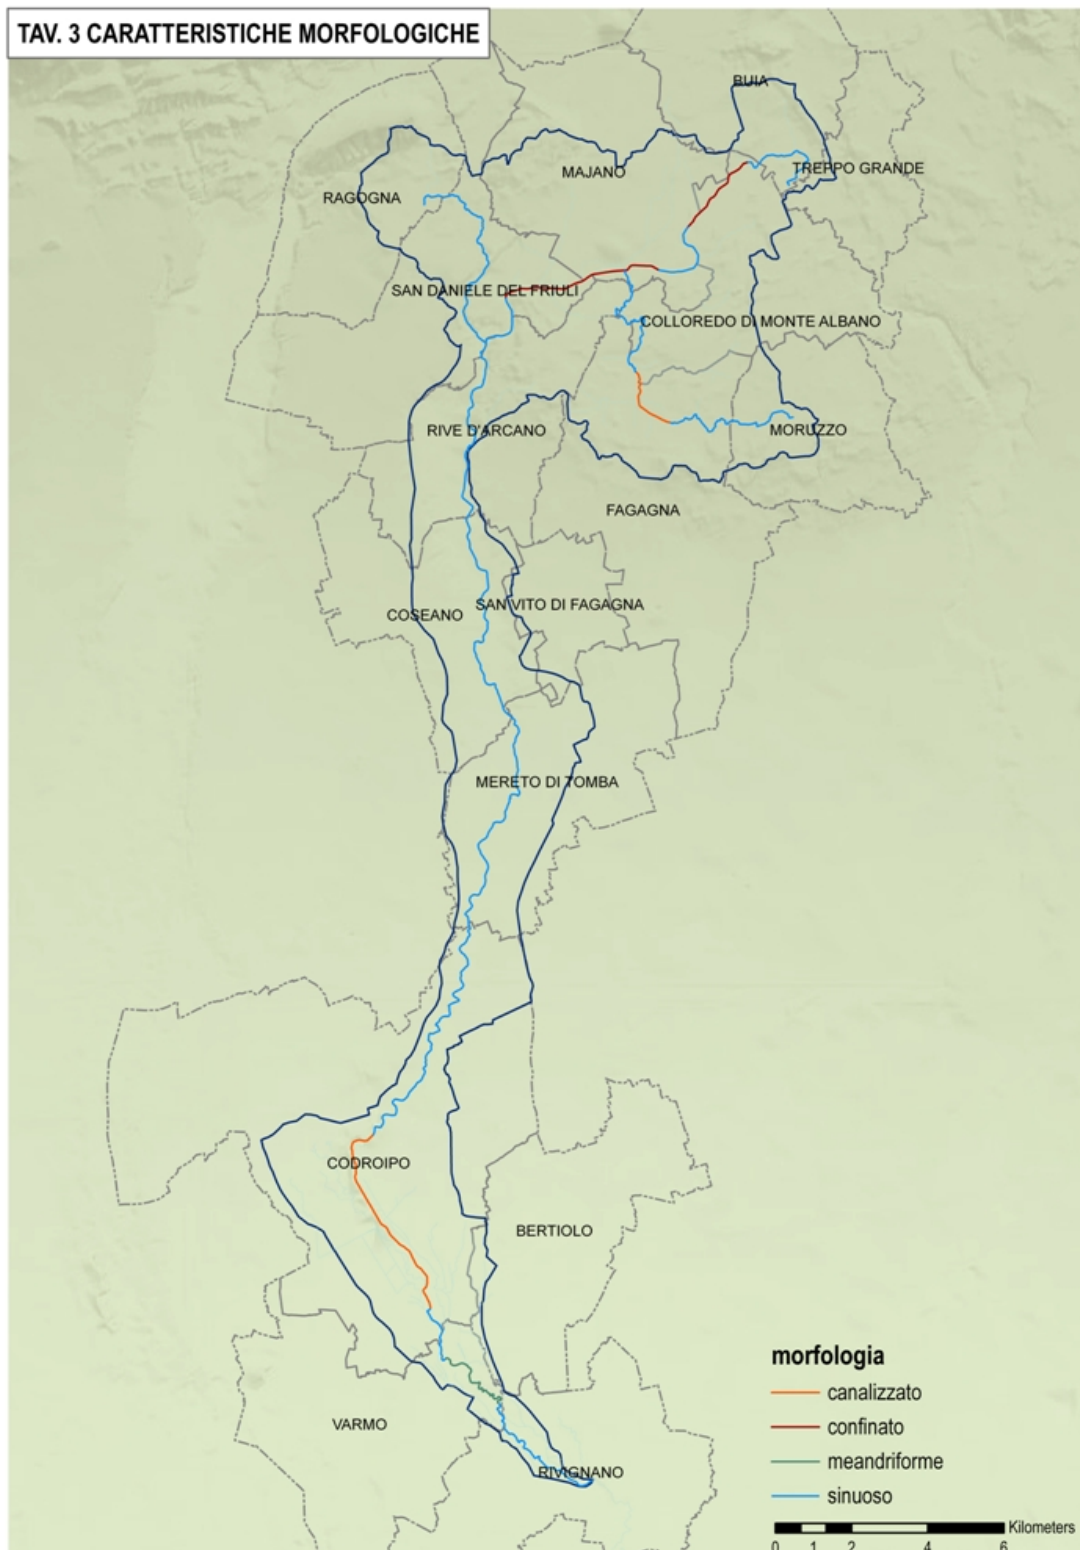 TAV. 3 CARATTERISTICHE MORFOLOGICHE
BUIA
TREPPO GRANDE
MAJANO
RAGOGNA
SAN DANIELE DEL FRIULI
COLLOREDO DI MONTE ALBANO
RIVE D'ARCANO
MORUZZO
FAGAGNA
SAN VITO DI FAGAGNA
COSEANO
MERETO DI TOMBA
CODROIPO
BERTIOLO
VARMO
RIVIGNANO
morfologia
canalizzato
confinato
meandriforme
sinuoso
Kilometers
0 1 2 4 6